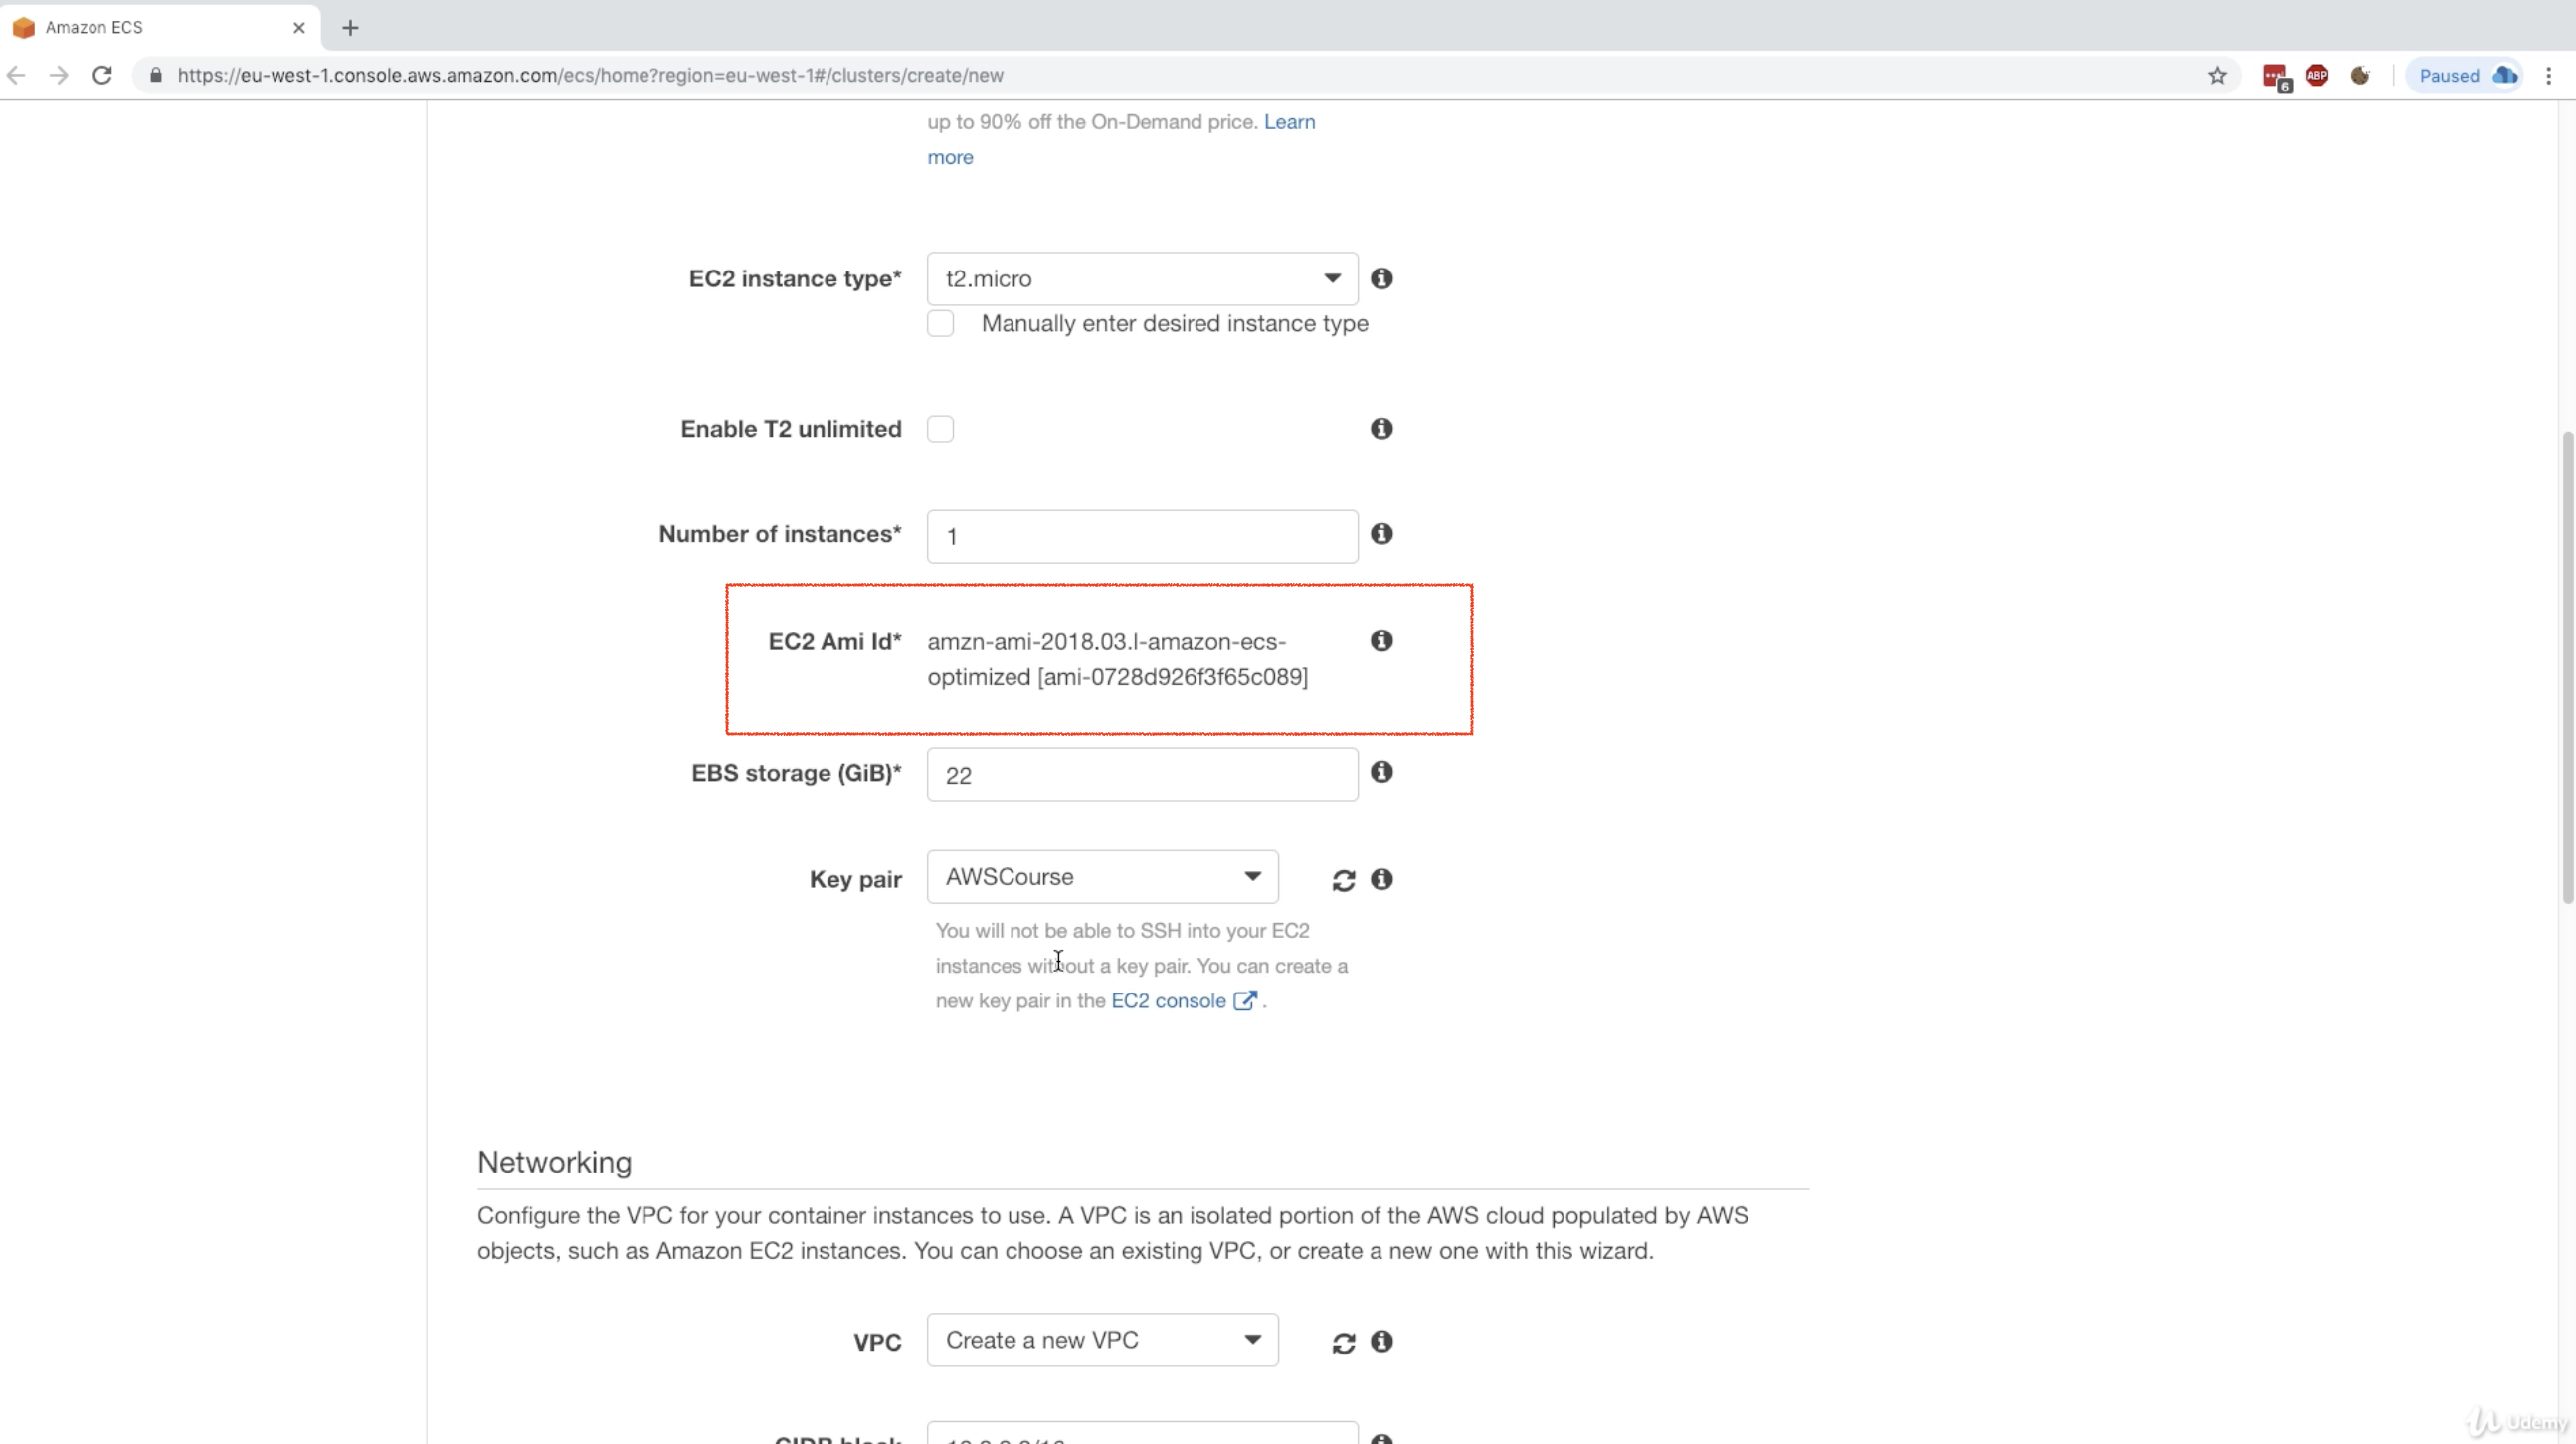 Amazon ECS
https://eu-west-1.console.aws.amazon.com/ecs/home?region=eu-west-1#/clusters/create/new
6
ABP
Paused
up to 90% off the On-Demand price. Learn
more
EC2 instance type*
t2.micro
Manually enter desired instance type
Enable T2 unlimited
Number of instances*
1
EC2 Ami Id*
amzn-ami-2018.03.l-amazon-ecs-
optimized [ami-0728d926f3f65c089]
EBS storage (GiB)*
22
Key pair
AWSCourse
You will not be able to SSH into your EC2
instances without a key pair. You can create a
new key pair in the EC2 console .
Networking
Configure the VPC for your container instances to use. A VPC is an isolated portion of the AWS cloud populated by AWS
objects, such as Amazon EC2 instances. You can choose an existing VPC, or create a new one with this wizard.
VPC
Create a new VPC
CIDR block
Udemy